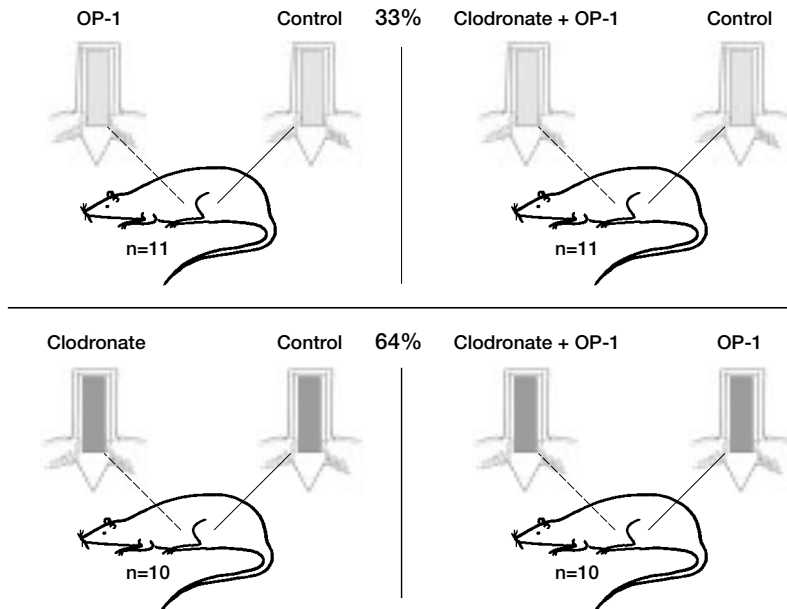 OP-1 Control 33% Clodronate + OP-1 Control
n=11 n=11
Clodronate Control 64% Clodronate + OP-1 OP-1
n=10 n=10